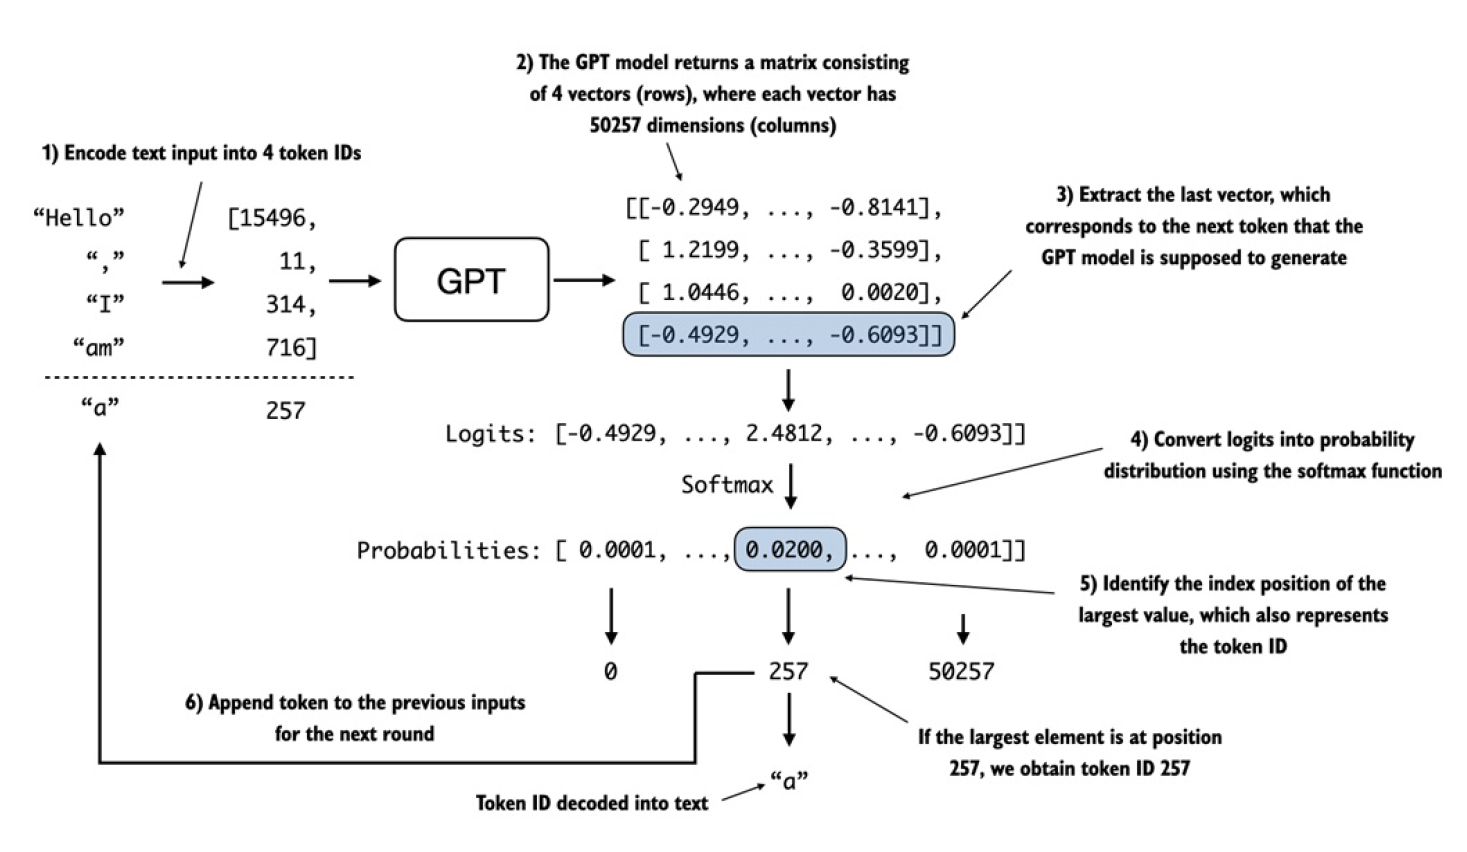 2) The GPT model returns a matrix consisting
of 4 vectors (rows), where each vector has
50257 dimensions (columns)
1) Encode text input into 4 token IDs
3) Extract the last vector, which
corresponds to the next token that the
GPT model is supposed to generate
“Hello” [15496,
“,” 11,
“I” 314,
“am” 716]
“a” 257
GPT
[[-0.2949, ..., -0.8141],
[ 1.2199, ..., -0.3599],
[ 1.0446, ..., 0.0020],
[-0.4929, ..., -0.6093]]
Logits: [-0.4929, ..., 2.4812, ..., -0.6093]]
4) Convert logits into probability
distribution using the softmax function
Softmax
Probabilities: [ 0.0001, ..., 0.0200, ..., 0.0001]]
5) Identify the index position of the
largest value, which also represents
the token ID
0 257 50257
6) Append token to the previous inputs
for the next round
If the largest element is at position
257, we obtain token ID 257
“a”
Token ID decoded into text